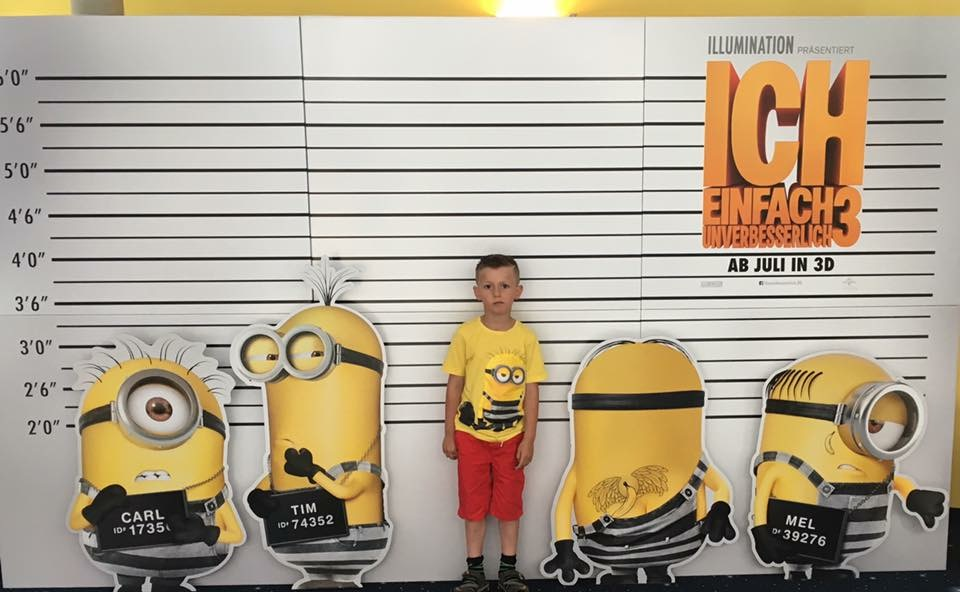 6'0"
5'6"
5'0"
4'6"
4'0"
3'6"
3'0"
2'6"
2'0"
ILLUMINATION PRÄSENTIERT
ICH
EINFACH 3
UNVERBESSERLICH
AB JULI IN 3D
CARL
ID# 1735
TIM
ID# 74352
MEL
D# 39276